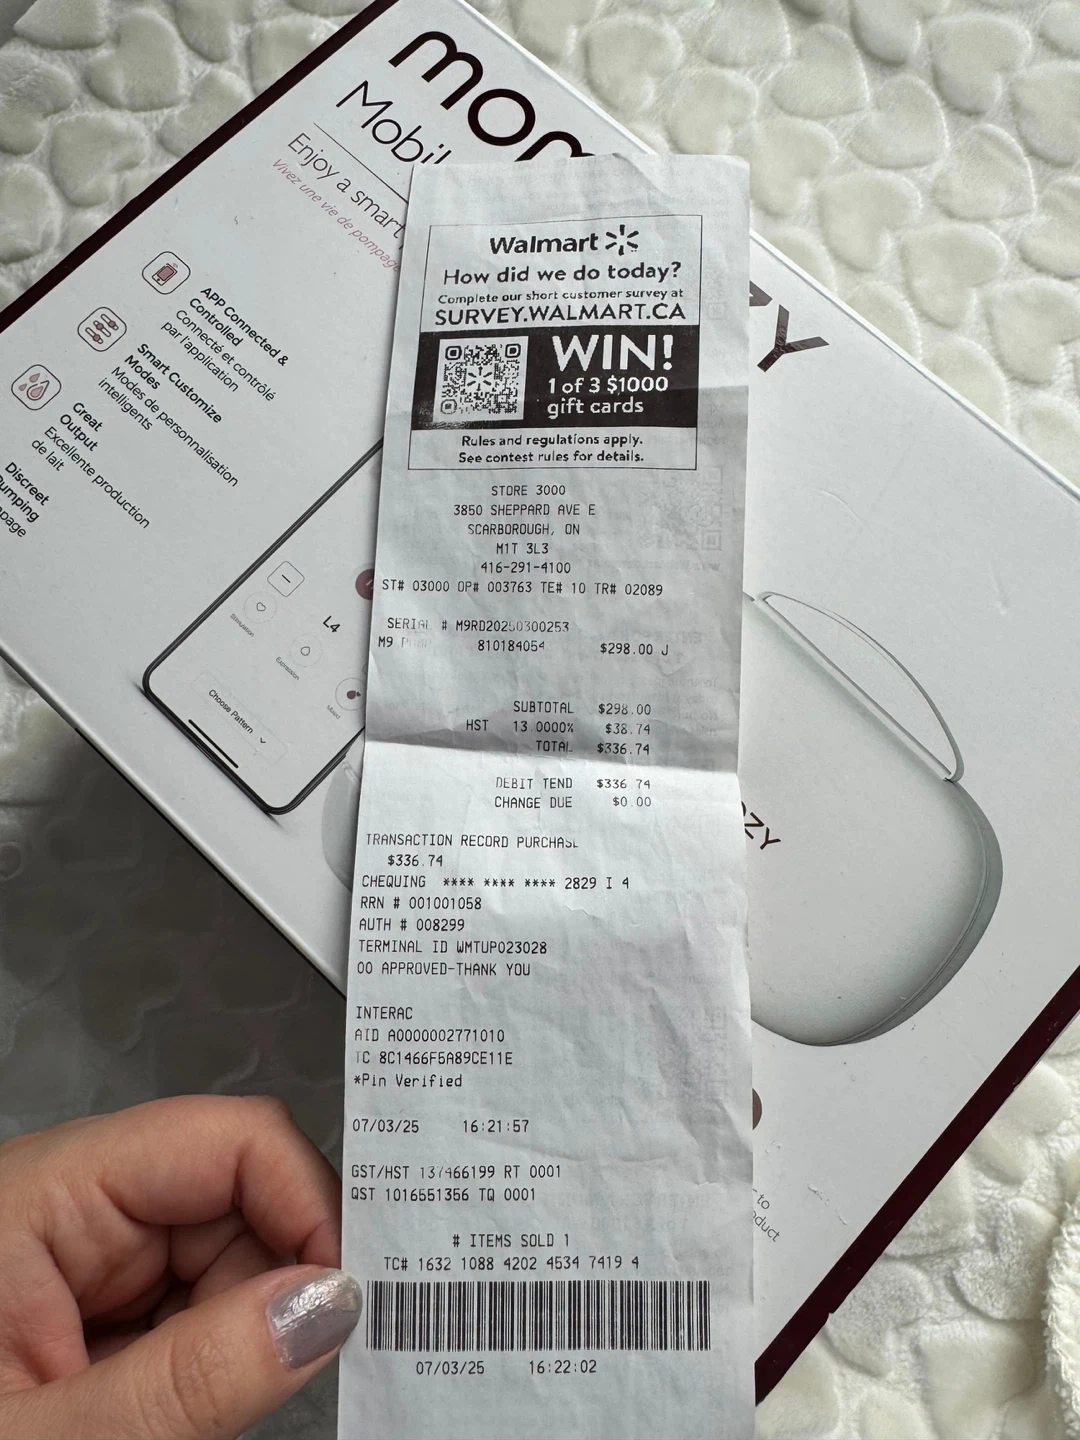 Mobil
Enjoy a smart
Vivez une vie de pompage
APP Connected &
Controlled
Connecté et contrôlé
par l'application
Smart Customize
Modes
Modes de personnalisation
intelligents
Great
Output
Excellente production
de lait
Discreet
L4
Stimulation
Expression
Mixed
Choose Pattern
Walmart
How did we do today?
Complete our short customer survey at
SURVEY.WALMART.CA
WIN!
1 of 3 $1000
gift cards
Rules and regulations apply.
See contest rules for details.
STORE 3000
3850 SHEPPARD AVE E
SCARBOROUGH, ON
M1T 3L3
416-291-4100
ST# 03000 OP# 003763 TE# 10 TR# 02089
SERIAL # M9RD20250300253
M9 810184054 $298.00 J
SUBTOTAL $298.00
HST 13.0000% $38.74
TOTAL $336.74
DEBIT TEND $336.74
CHANGE DUE $0.00
TRANSACTION RECORD PURCHASE
$336.74
CHEQUING **** **** **** 2829 I 4
RRN # 001001058
AUTH # 008299
TERMINAL ID WMTUP023028
00 APPROVED-THANK YOU
INTERAC
AID A0000002771010
TC 8C1466F5A89CE11E
*Pin Verified
07/03/25 16:21:57
GST/HST 137466199 RT 0001
QST 1016551356 TQ 0001
# ITEMS SOLD 1
TC# 1632 1088 4202 4534 7419 4
07/03/25 16:22:02